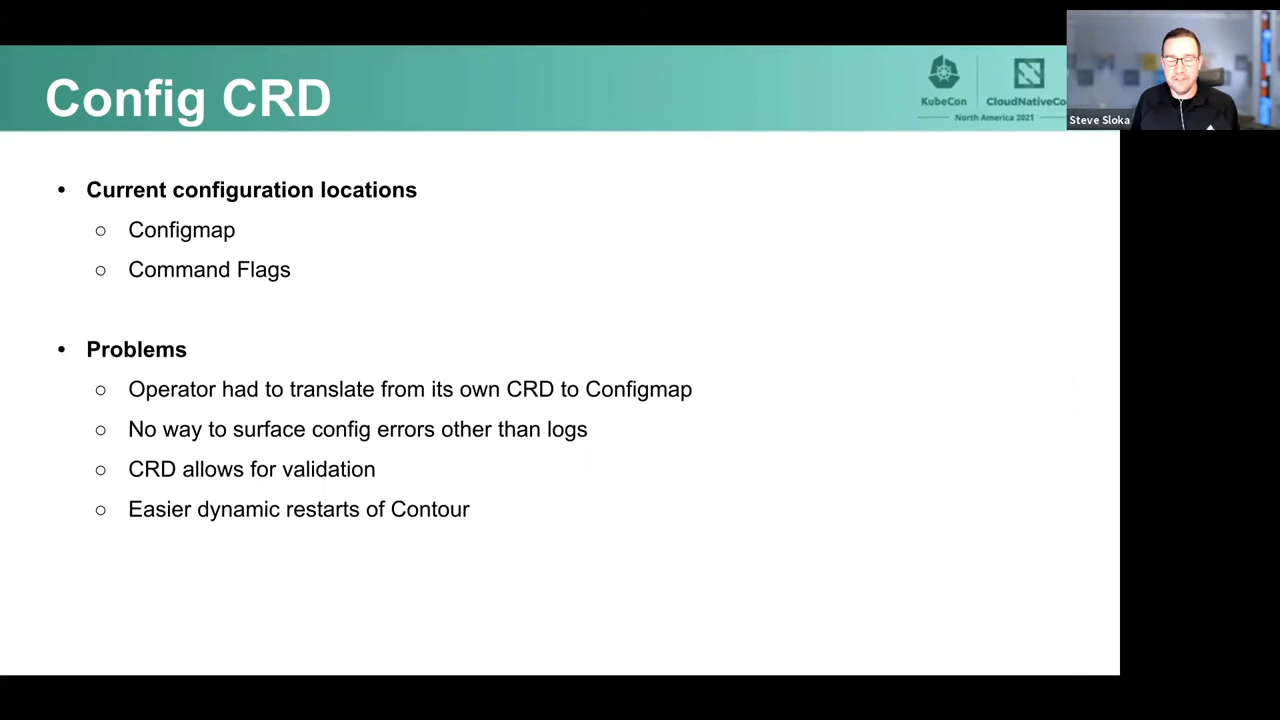 Config CRD
KubeCon
CloudNativeCo
North America 2021
Steve Sloka
• Current configuration locations
○ Configmap
○ Command Flags
• Problems
○ Operator had to translate from its own CRD to Configmap
○ No way to surface config errors other than logs
○ CRD allows for validation
○ Easier dynamic restarts of Contour